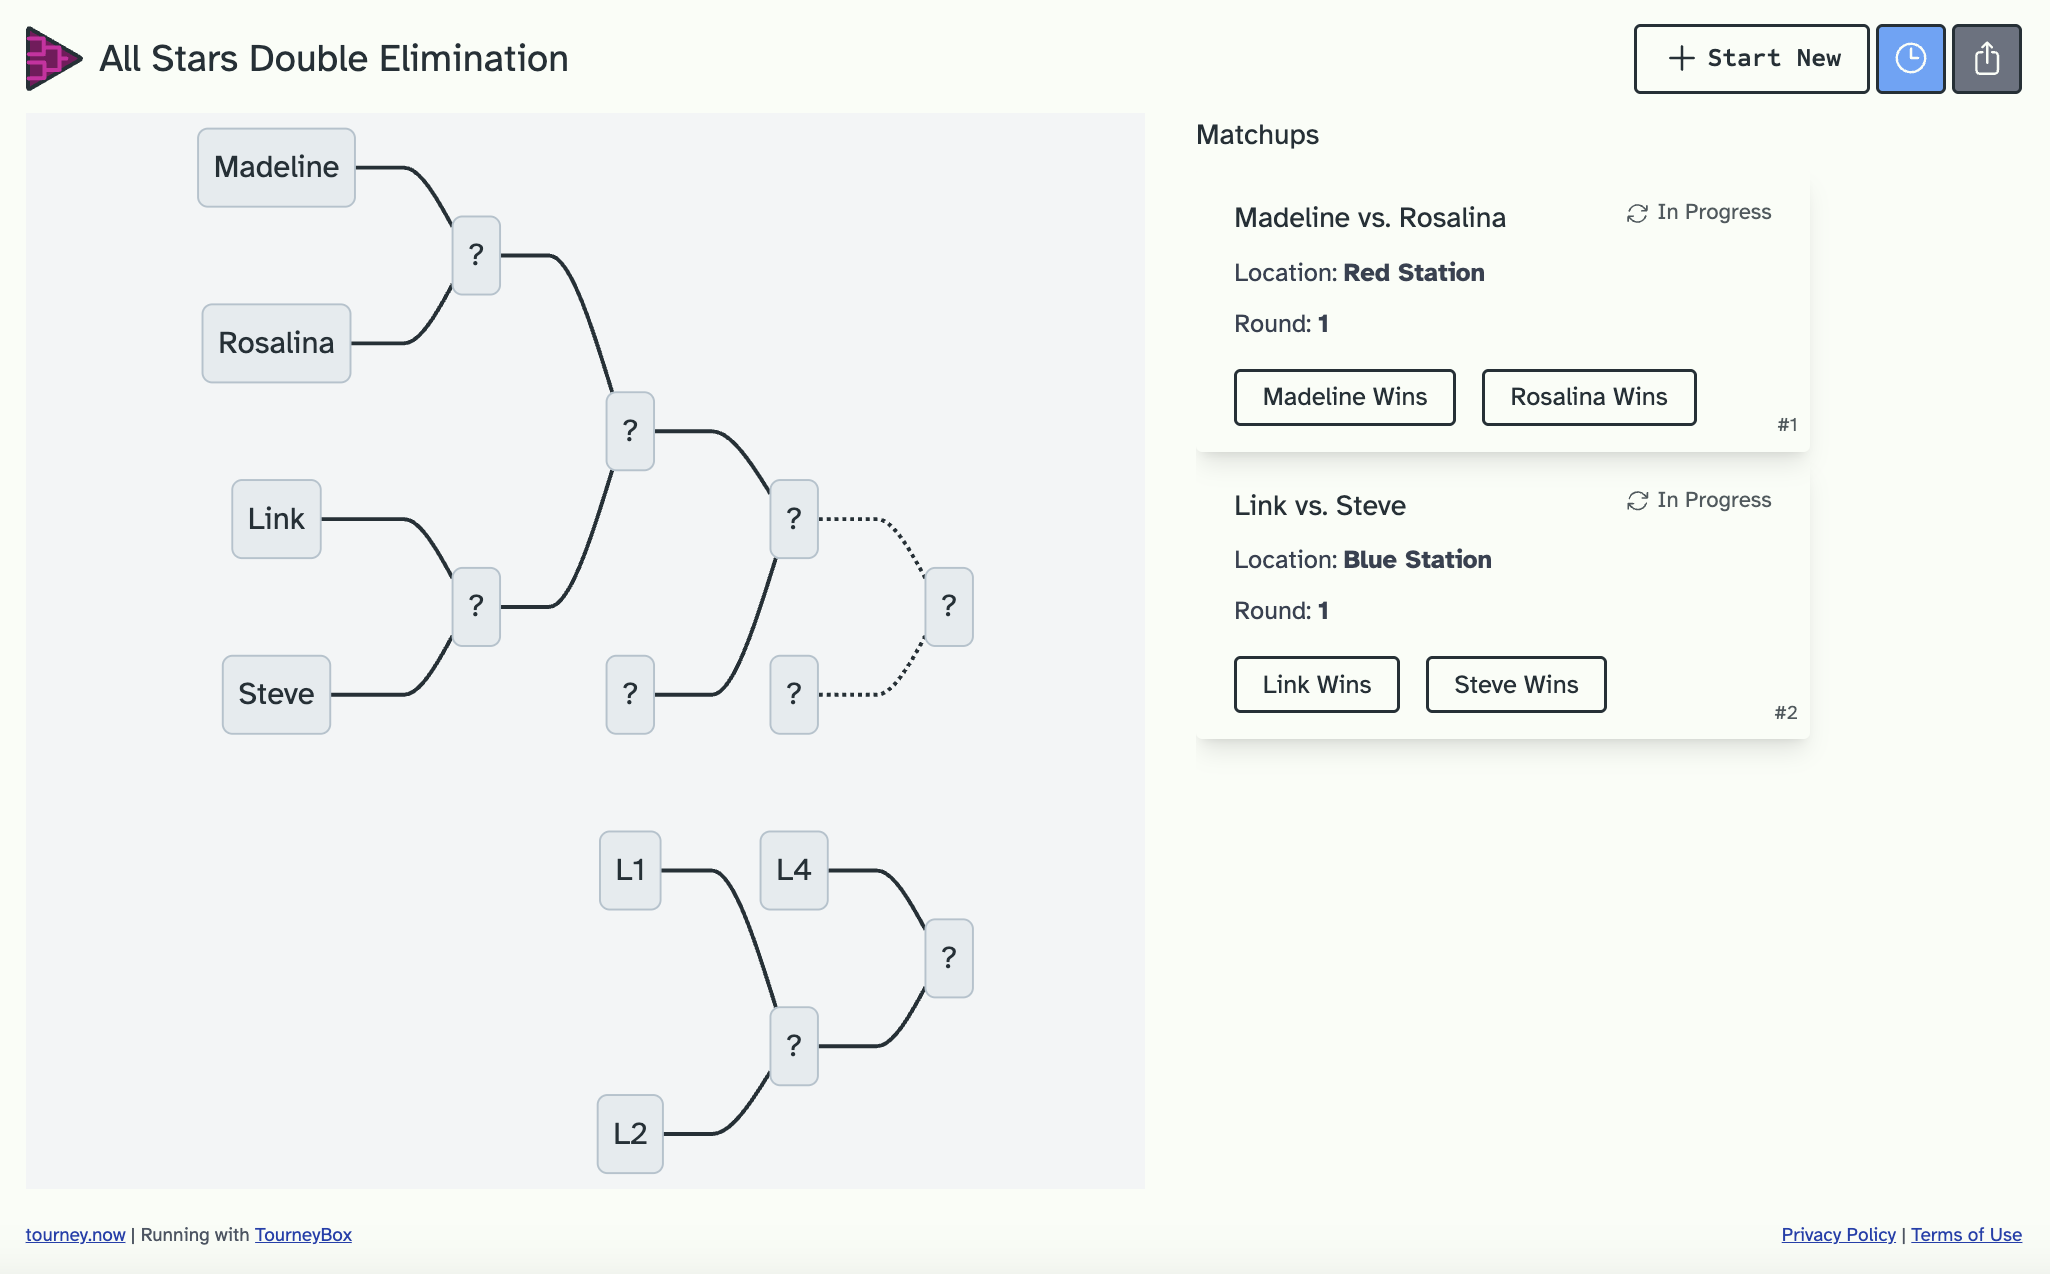 All Stars Double Elimination
Start New
Madeline
?
Rosalina
?
Link
?
?
?
Steve
?
?
L1
L4
?
?
L2
Matchups
Madeline vs. Rosalina
In Progress
Location: Red Station
Round: 1
Madeline Wins
Rosalina Wins
#1
Link vs. Steve
In Progress
Location: Blue Station
Round: 1
Link Wins
Steve Wins
#2
tourney.now | Running with TourneyBox
Privacy Policy | Terms of Use